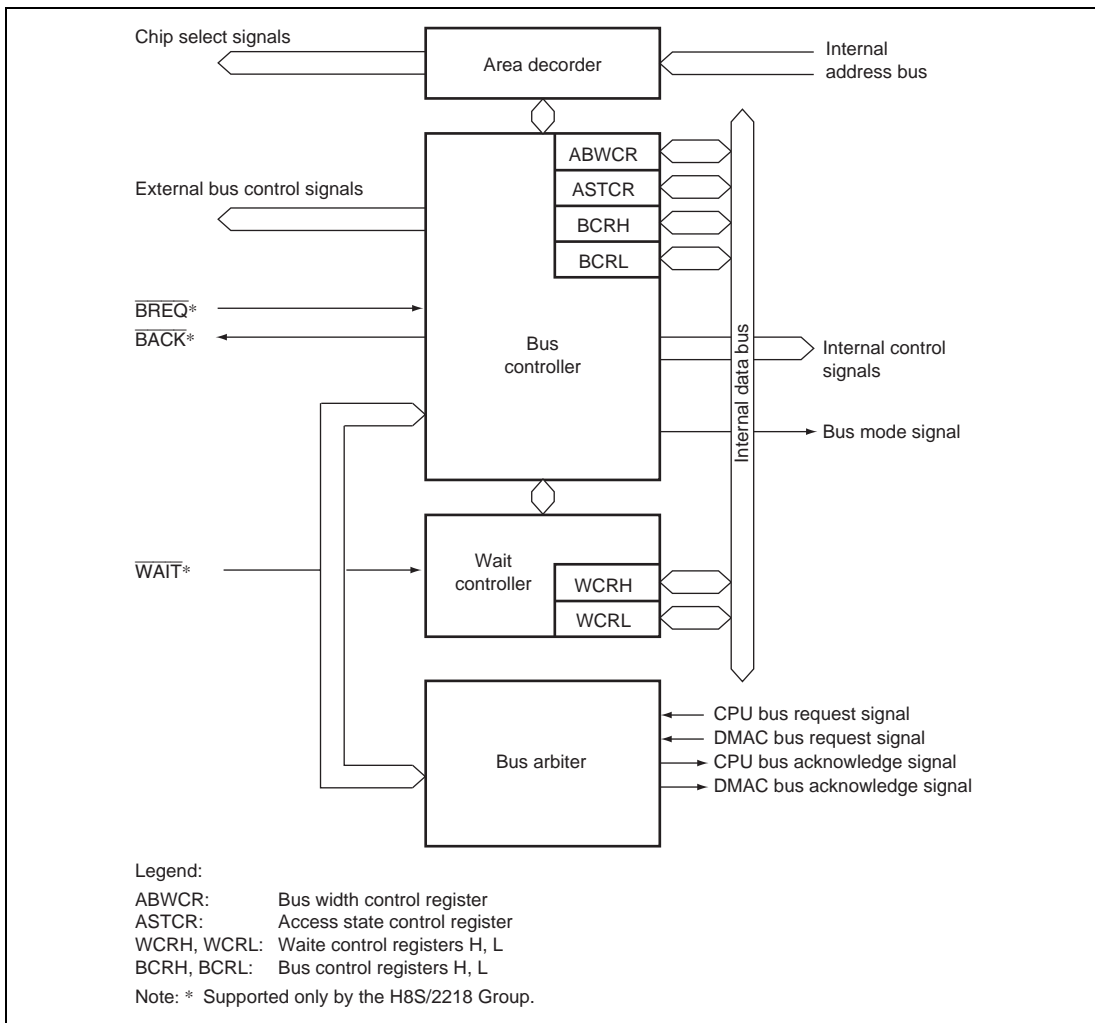 Chip select signals
Area decorder
Internal
address bus
ABWCR
ASTCR
External bus control signals
BCRH
BCRL
BREQ*
BACK*
Bus
controller
Internal data bus
Internal control
signals
Bus mode signal
WAIT*
Wait
controller
WCRH
WCRL
CPU bus request signal
DMAC bus request signal
Bus arbiter
CPU bus acknowledge signal
DMAC bus acknowledge signal
Legend:
ABWCR: Bus width control register
ASTCR: Access state control register
WCRH, WCRL: Waite control registers H, L
BCRH, BCRL: Bus control registers H, L
Note: * Supported only by the H8S/2218 Group.